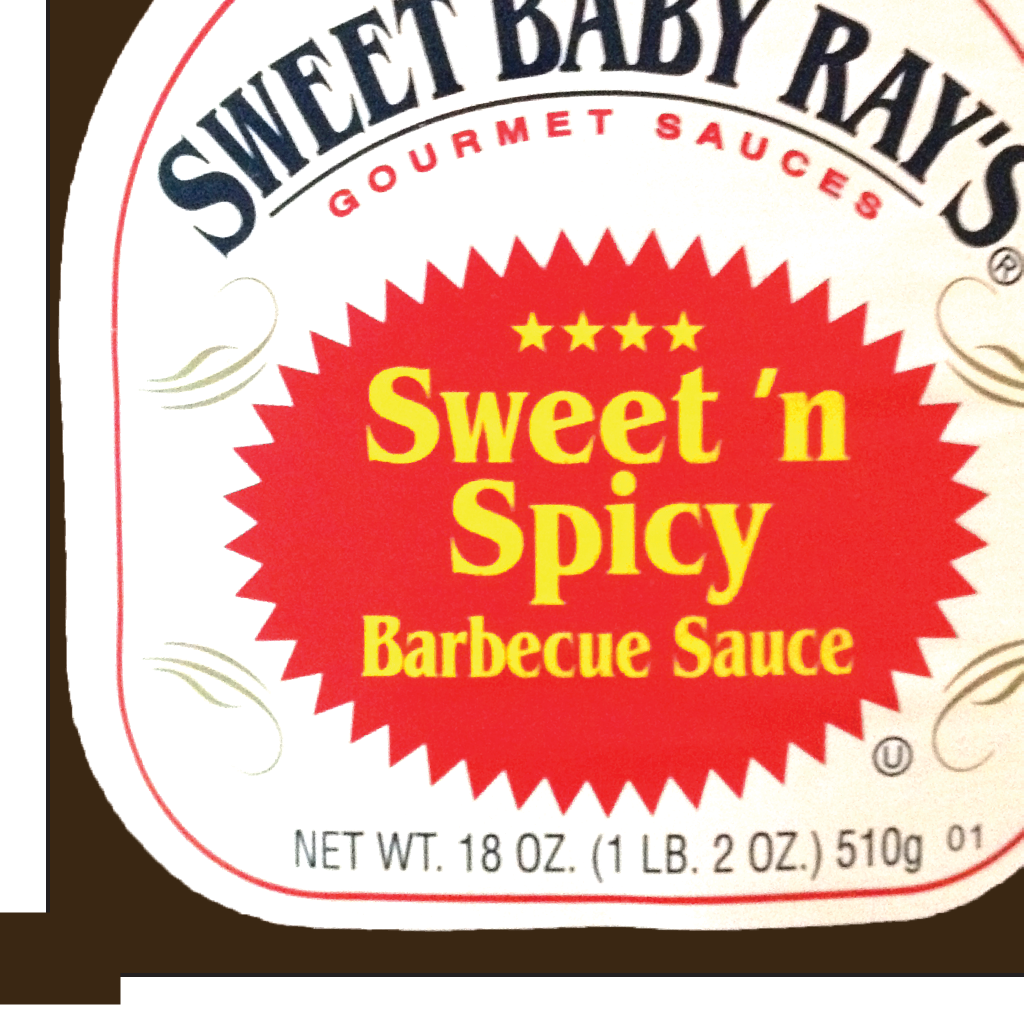 SWEET BABY RAY'S
®
GOURMET SAUCES
Sweet 'n
Spicy
Barbecue Sauce
U
NET WT. 18 OZ. (1 LB. 2 OZ.) 510g 01